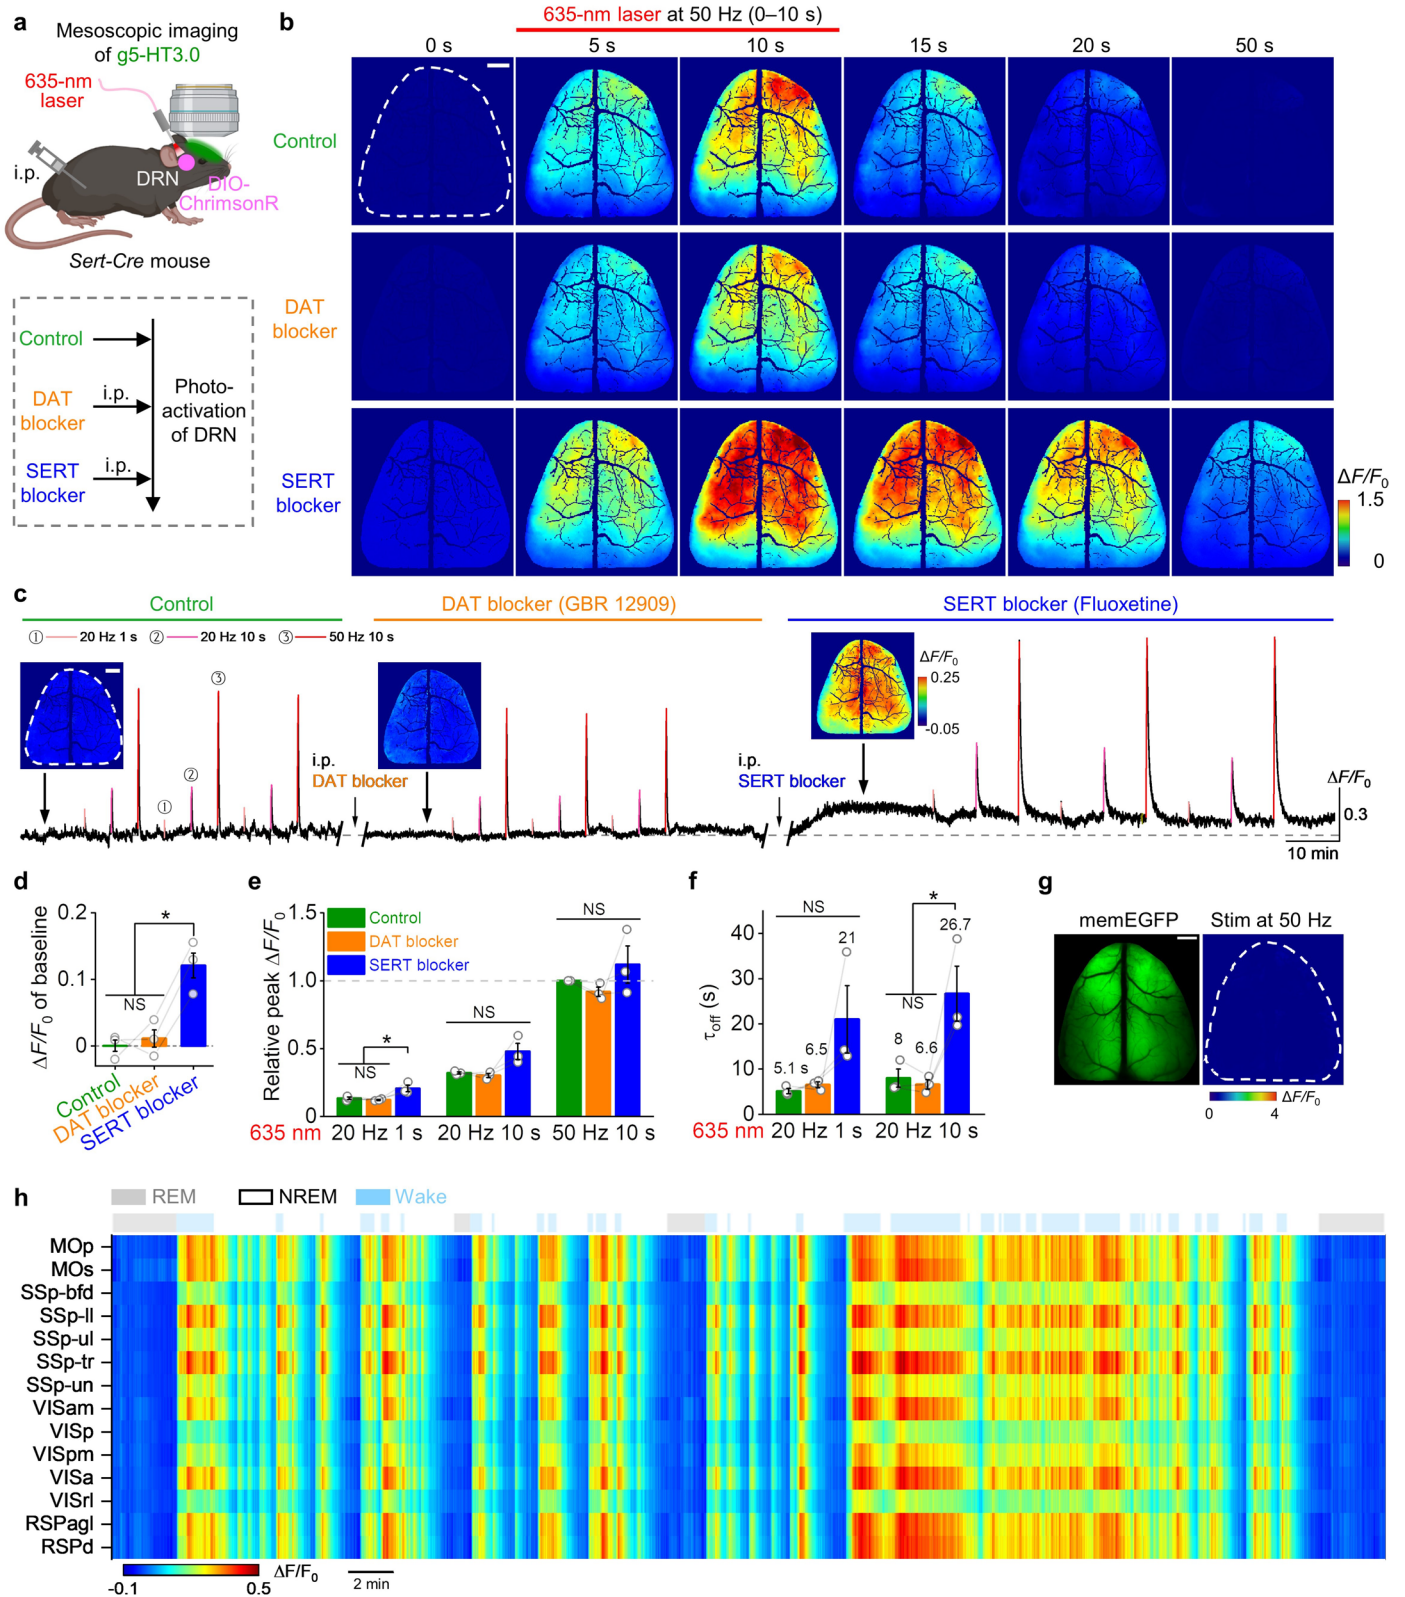 a
Mesoscopic imaging
of g5-HT3.0
635-nm
laser
i.p.
DRN
DIO-
ChrimsonR
Sert-Cre mouse
Control
DAT
blocker
i.p.
SERT
blocker
i.p.
Photo-
activation
of DRN
b
635-nm laser at 50 Hz (0–10 s)
0 s
5 s
10 s
15 s
20 s
50 s
Control
DAT
blocker
SERT
blocker
ΔF/F0
1.5
0
c
Control
DAT blocker (GBR 12909)
SERT blocker (Fluoxetine)
① 20 Hz 1 s ② 20 Hz 10 s ③ 50 Hz 10 s
①
②
③
i.p.
DAT blocker
i.p.
SERT blocker
ΔF/F0
0.25
-0.05
ΔF/F0
0.3
10 min
d
ΔF/F0 of baseline
0.2
0.1
0
*
NS
Control
DAT blocker
SERT blocker
e
Relative peak ΔF/F0
1.5
1.0
0.5
0
Control
DAT blocker
SERT blocker
NS
*
NS
NS
635 nm 20 Hz 1 s 20 Hz 10 s 50 Hz 10 s
f
τoff (s)
40
30
20
10
0
NS
*
NS
5.1 s
6.5
21
8
6.6
26.7
635 nm 20 Hz 1 s 20 Hz 10 s
g
memEGFP
Stim at 50 Hz
0 4 ΔF/F0
h
REM NREM Wake
MOp
MOs
SSp-bfd
SSp-ll
SSp-ul
SSp-tr
SSp-un
VISam
VISp
VISpm
VISa
VISrl
RSPagl
RSPd
-0.1 0.5 ΔF/F0
2 min